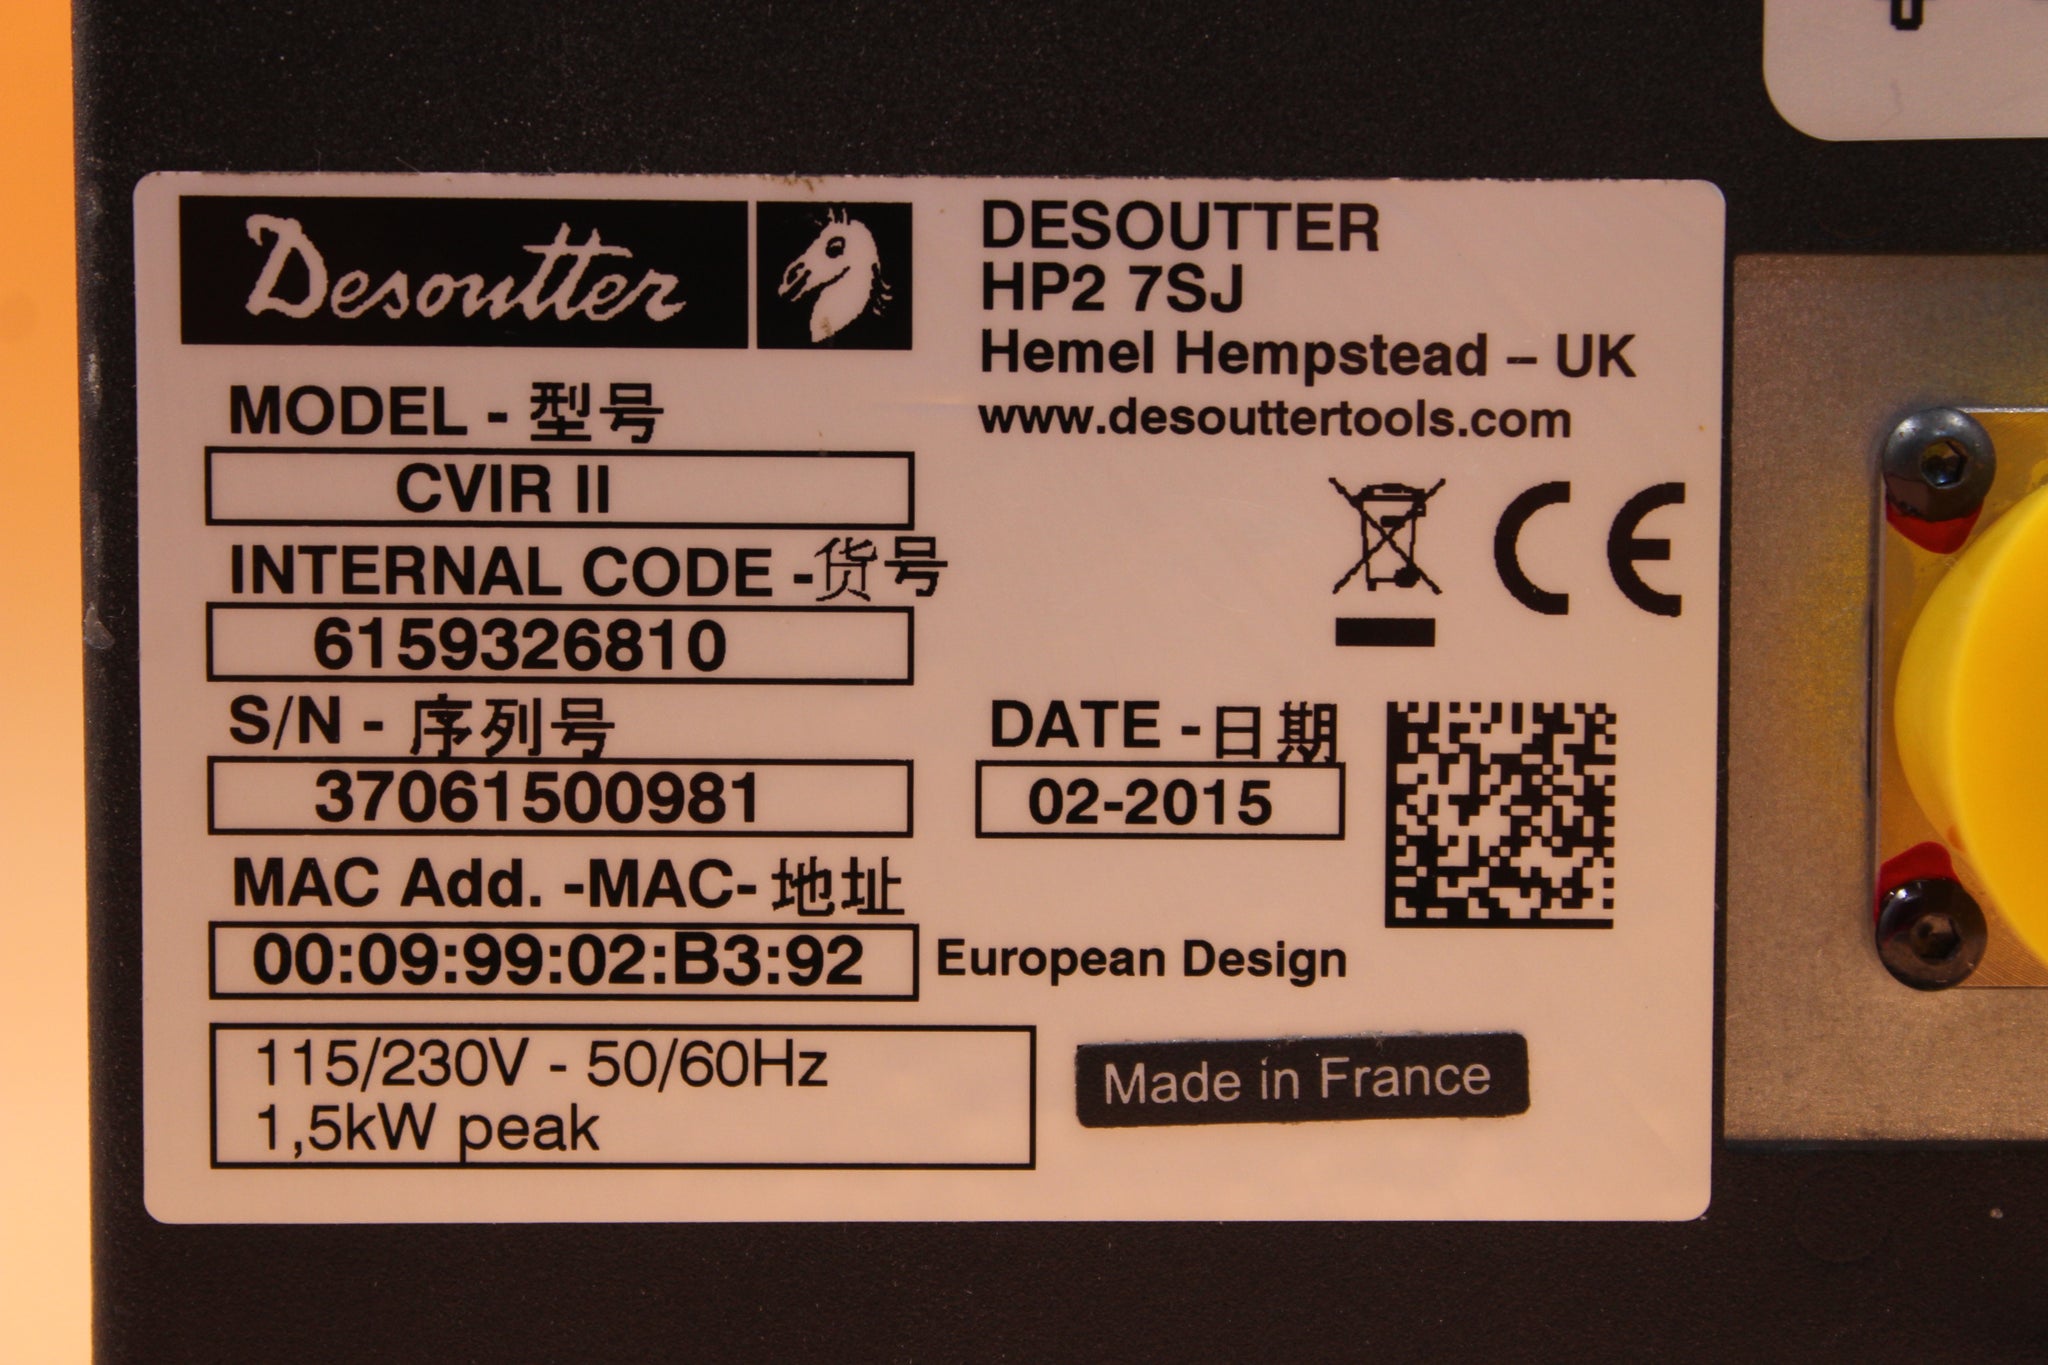 Desoutter
DESOUTTER
HP2 7SJ
Hemel Hempstead – UK
www.desouttertools.com
MODEL - 型号
CVIR II
INTERNAL CODE -货号
6159326810
S/N - 序列号
37061500981
DATE -日期
02-2015
MAC Add. -MAC- 地址
00:09:99:02:B3:92
European Design
115/230V - 50/60Hz
1,5kW peak
Made in France
CE